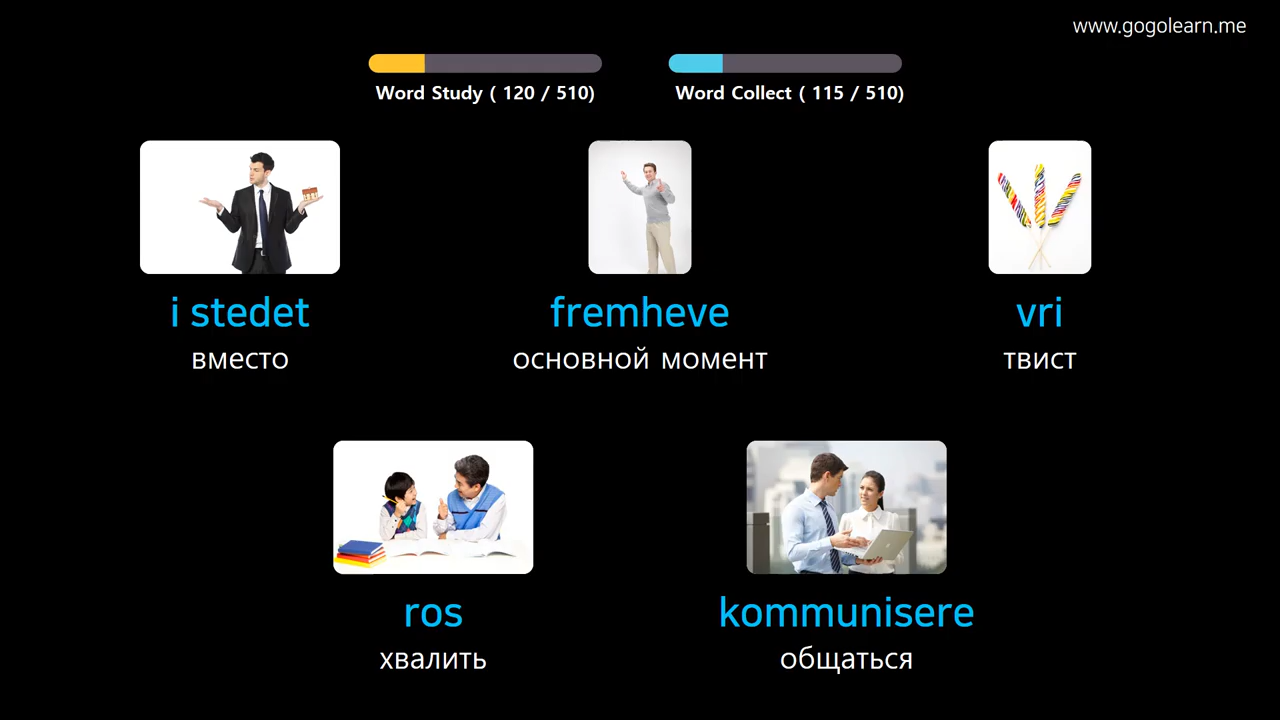 www.gogolearn.me
Word Study ( 120 / 510)
Word Collect ( 115 / 510)
i stedet
вместо
fremheve
основной момент
vri
твист
ros
хвалить
kommunisere
общаться